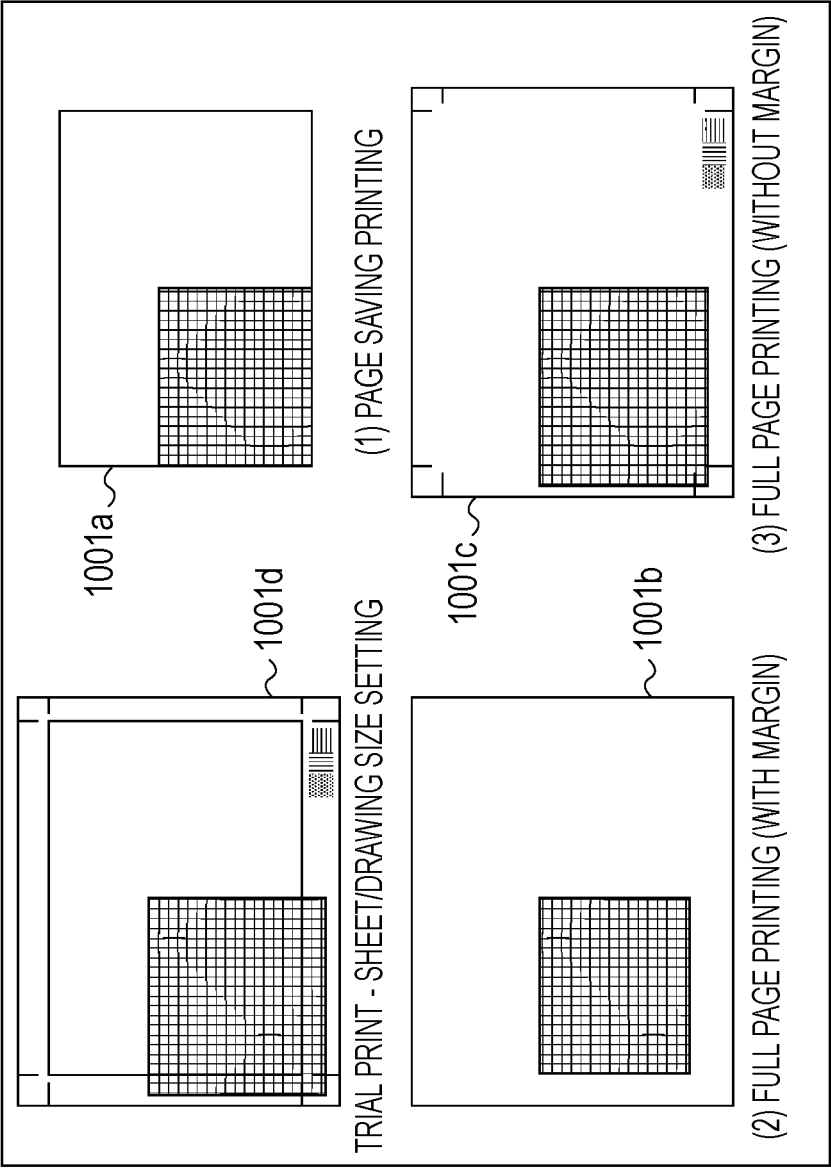 1001d
TRIAL PRINT - SHEET/DRAWING SIZE SETTING
1001a
(1) PAGE SAVING PRINTING
1001b
(2) FULL PAGE PRINTING (WITH MARGIN)
1001c
(3) FULL PAGE PRINTING (WITHOUT MARGIN)